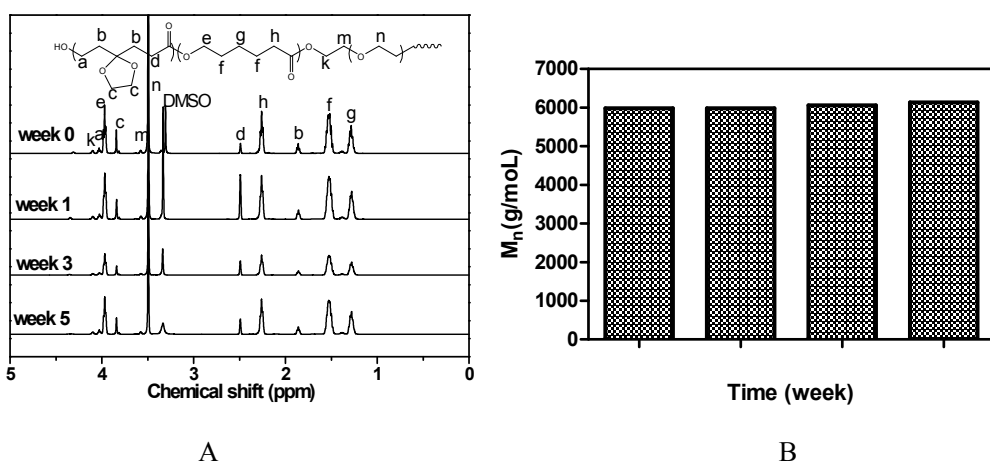 O
b b e g h m n
HO O O O
a d f f O k
O O
c c n
DMSO
e h f
g
week 0 k a c m d b
week 1
week 3
week 5
5 4 3 2 1 0
Chemical shift (ppm)
A
7000
6000
5000
4000
3000
2000
1000
0
Mn(g/moL)
Time (week)
B